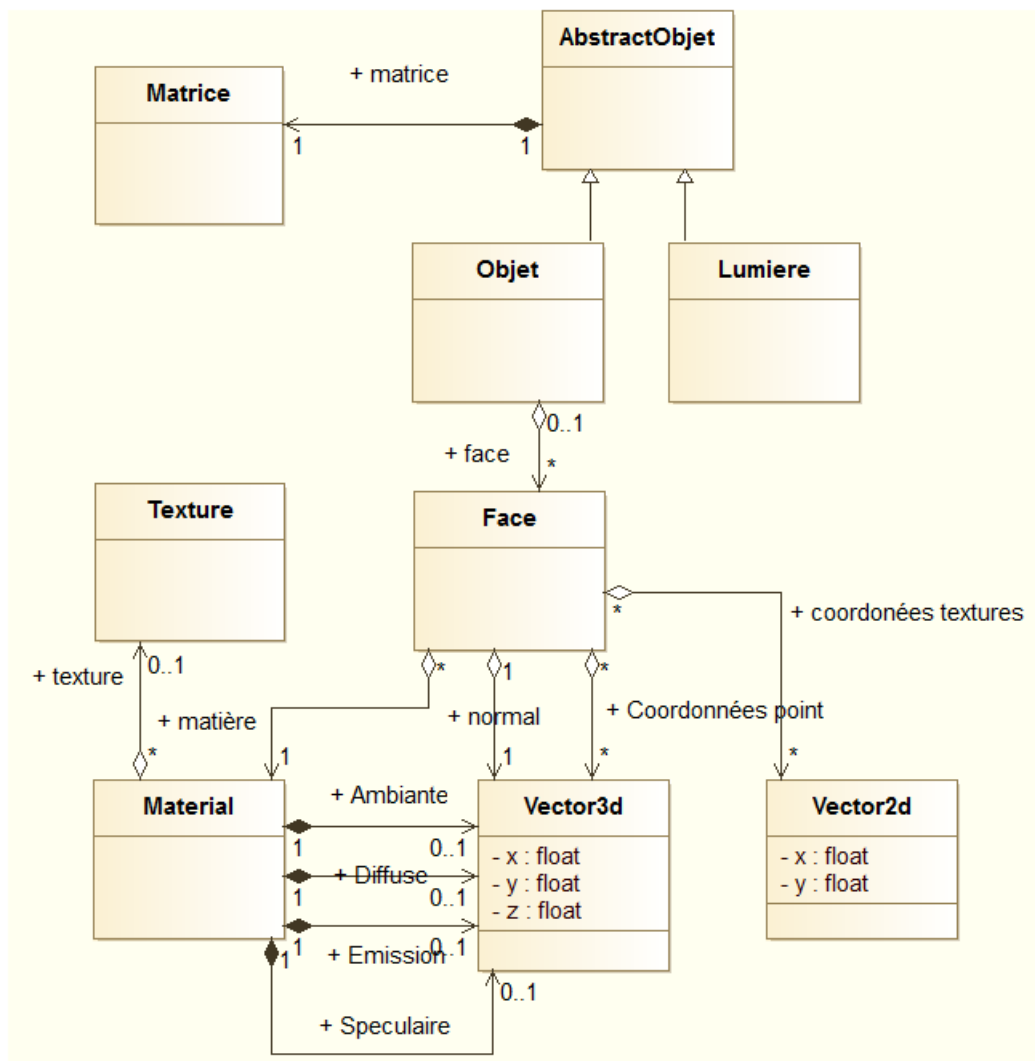 AbstractObjet
+ matrice
Matrice
1
1
Objet
Lumiere
0..1
+ face
*
Texture
Face
*
+ coordonées textures
0..1
+ texture
*
1
*
+ matière
+ normal
+ Coordonnées point
*
1
1
*
*
Material
+ Ambiante
Vector3d
Vector2d
1
0..1
- x : float
- y : float
- z : float
- x : float
- y : float
+ Diffuse
1
0..1
1
0..1
+ Emission
1
0..1
+ Speculaire